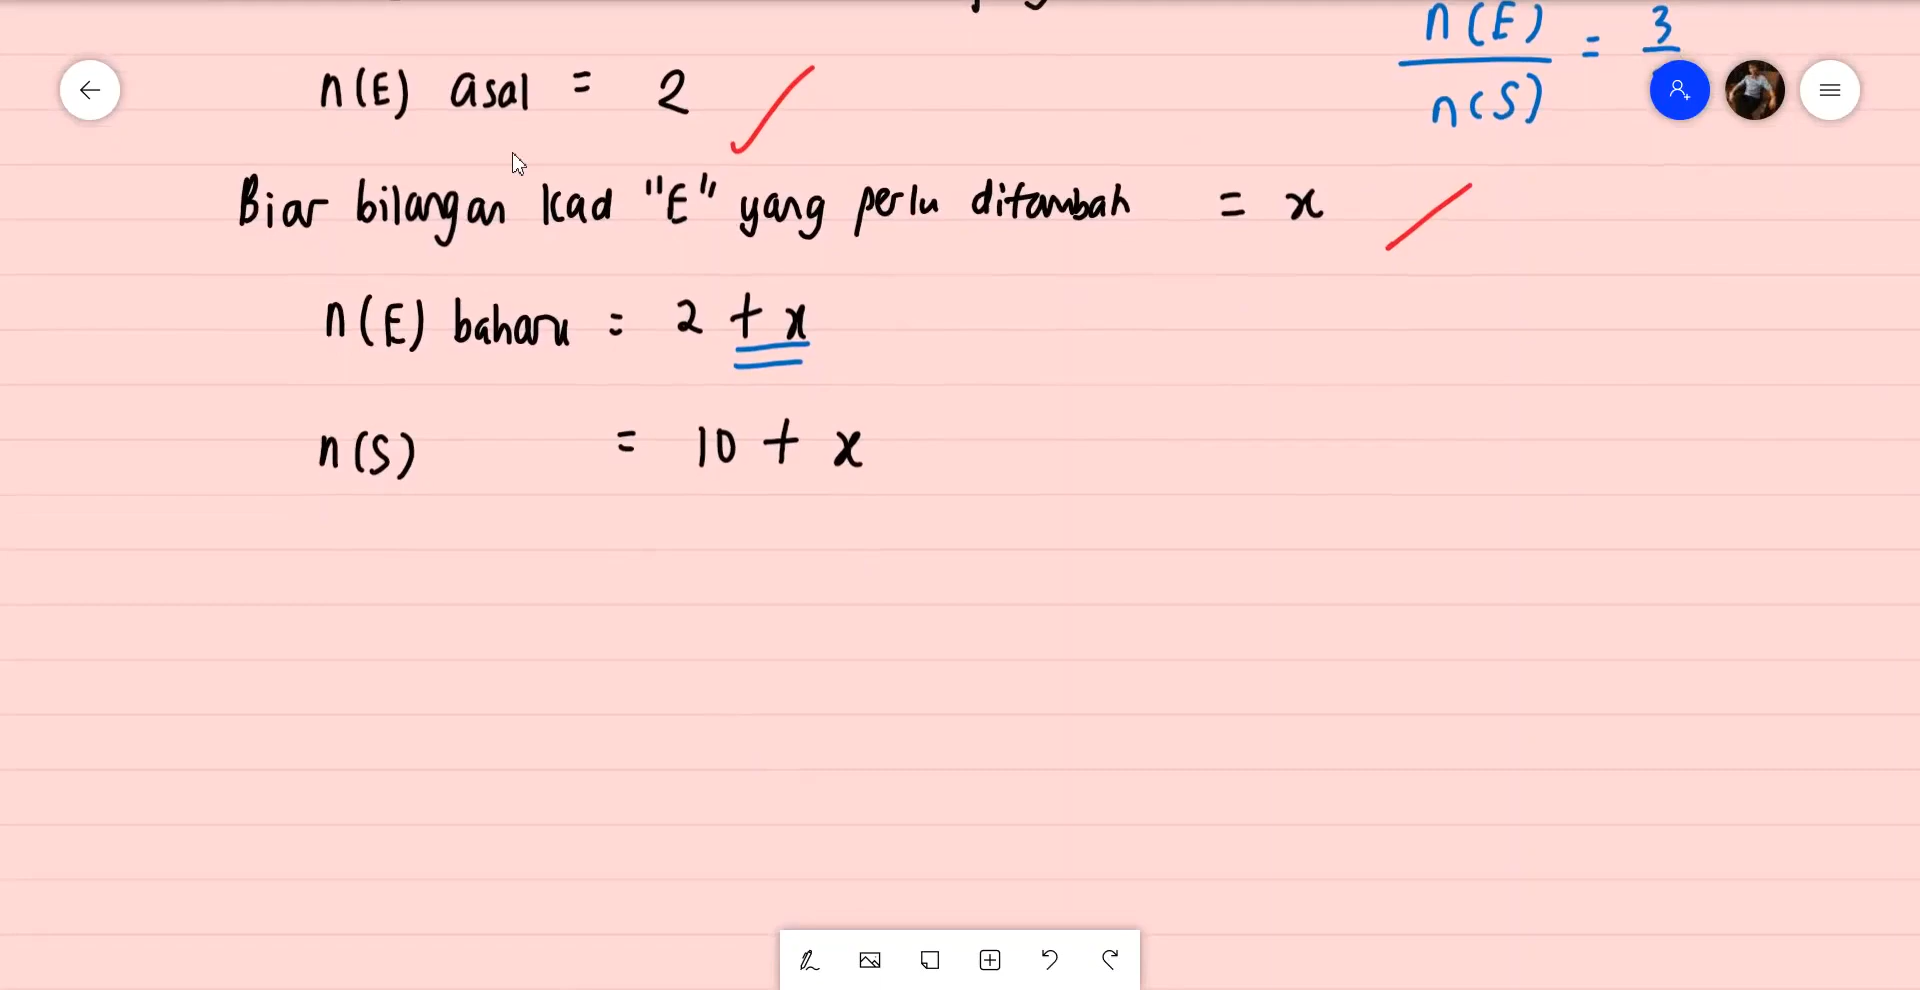 n(E) asal = 2
n(E) / n(S) = 3
Biar bilangan kad "E" yang perlu ditambah = x
n(E) baharu = 2 + x
n(S) = 10 + x